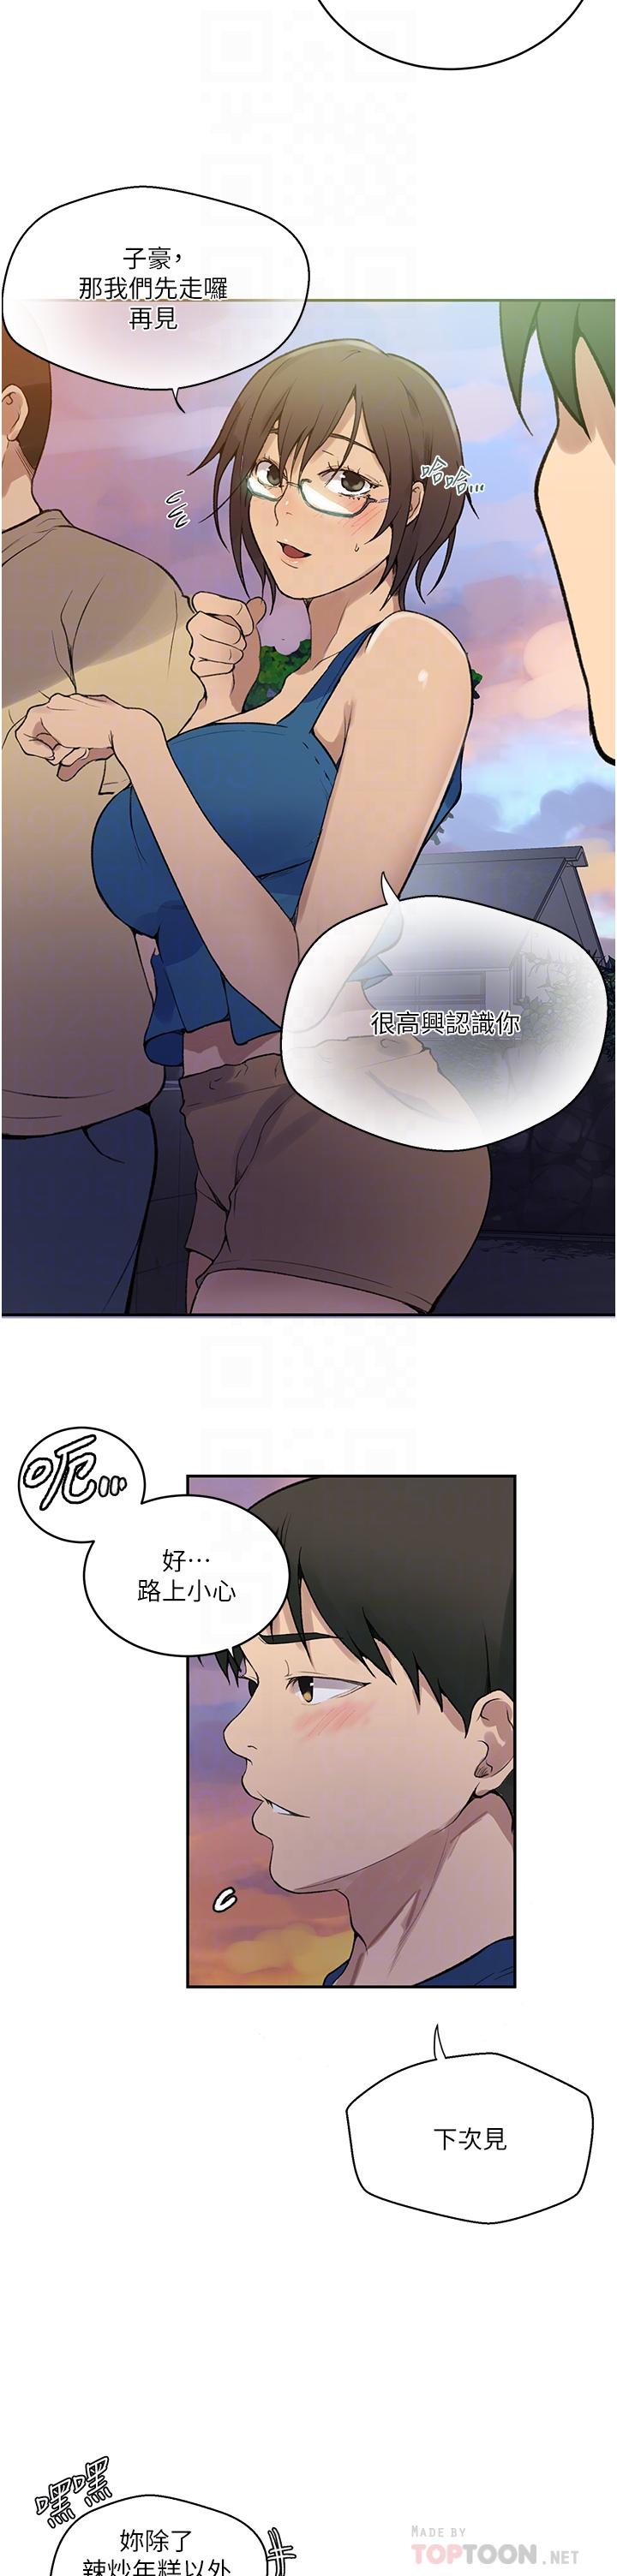 子豪，
那我們先走囉
再見
哈哈…
很高興認識你
呃…
好…
路上小心
下次見
嘿嘿
妳除了
辣炒年糕以外
MADE BY
TOPTOON.NET